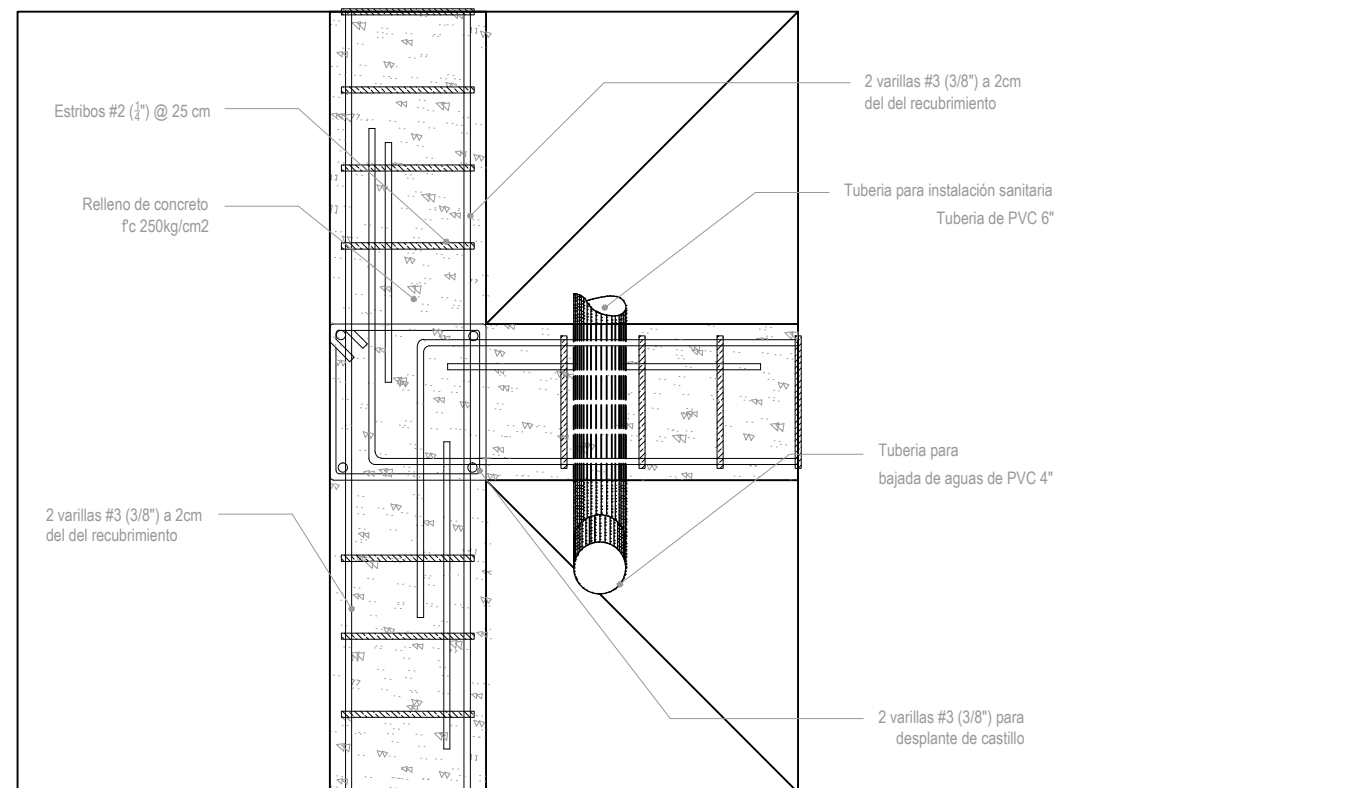 Estribos #2 (1/4") @ 25 cm
Relleno de concreto
f'c 250kg/cm2
2 varillas #3 (3/8") a 2cm
del del recubrimiento
2 varillas #3 (3/8") a 2cm
del del recubrimiento
Tuberia para instalación sanitaria
Tuberia de PVC 6"
Tuberia para
bajada de aguas de PVC 4"
2 varillas #3 (3/8") para
desplante de castillo